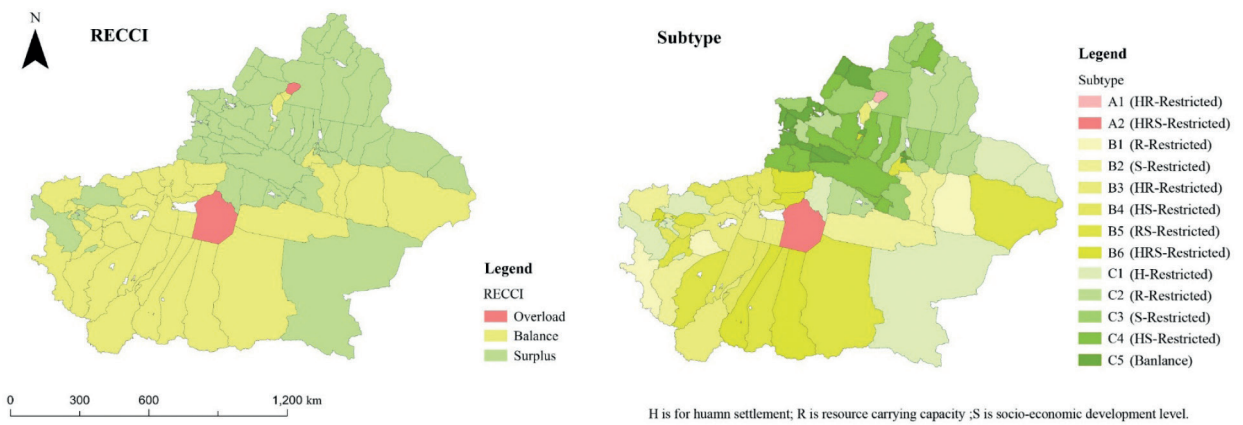 N
RECCI
Legend
RECCI
Overload
Balance
Surplus
0 300 600 1,200 km
Subtype
Legend
Subtype
A1 (HR-Restricted)
A2 (HRS-Restricted)
B1 (R-Restricted)
B2 (S-Restricted)
B3 (HR-Restricted)
B4 (HS-Restricted)
B5 (RS-Restricted)
B6 (HRS-Restricted)
C1 (H-Restricted)
C2 (R-Restricted)
C3 (S-Restricted)
C4 (HS-Restricted)
C5 (Banlance)
H is for huamn settlement; R is resource carrying capacity ;S is socio-economic development level.